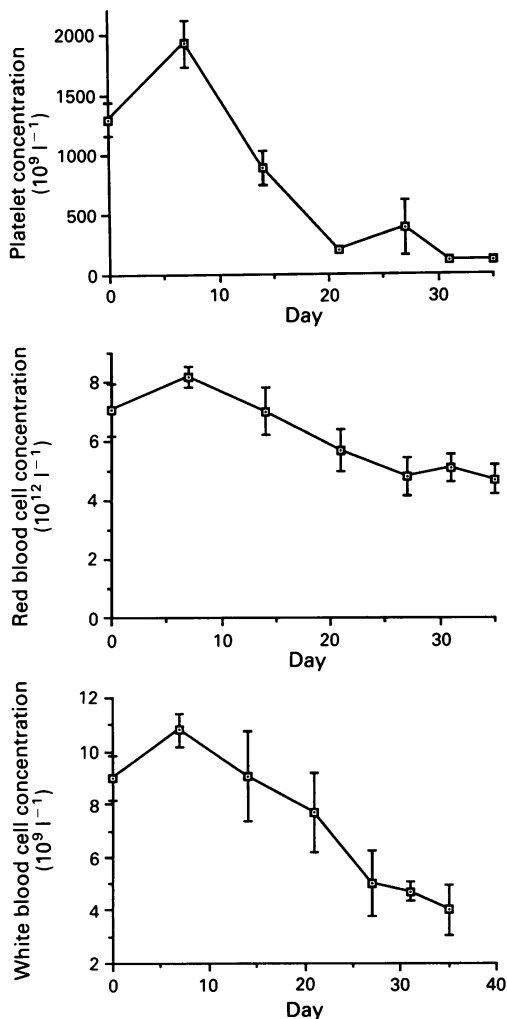 Platelet concentration
(10⁹ l⁻¹)
2000
1500
1000
500
0
0 10 20 30
Day
Red blood cell concentration
(10¹² l⁻¹)
8
6
4
2
0
0 10 20 30
Day
White blood cell concentration
(10⁹ l⁻¹)
12
10
8
6
4
2
0 10 20 30 40
Day